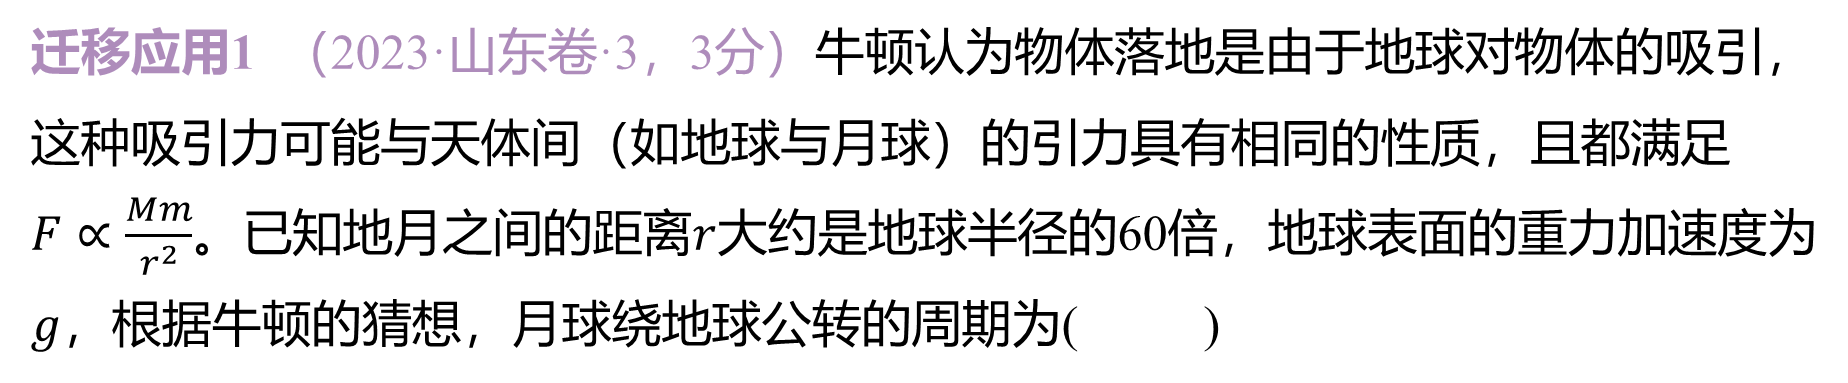 迁移应用1 （2023·山东卷·3，3分）牛顿认为物体落地是由于地球对物体的吸引，
这种吸引力可能与天体间（如地球与月球）的引力具有相同的性质，且都满足
F ∝ \frac{Mm}{r^2}。已知地月之间的距离r大约是地球半径的60倍，地球表面的重力加速度为
g，根据牛顿的猜想，月球绕地球公转的周期为(　　)